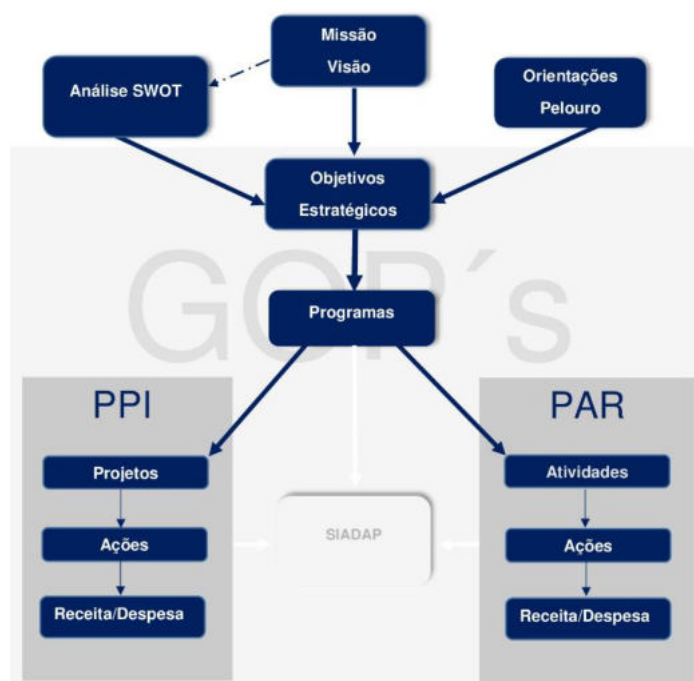 Missão
Visão
Análise SWOT
Orientações
Pelouro
Objetivos
Estratégicos
GOP´s
Programas
PPI
PAR
Projetos
Atividades
SIADAP
Ações
Ações
Receita/Despesa
Receita/Despesa